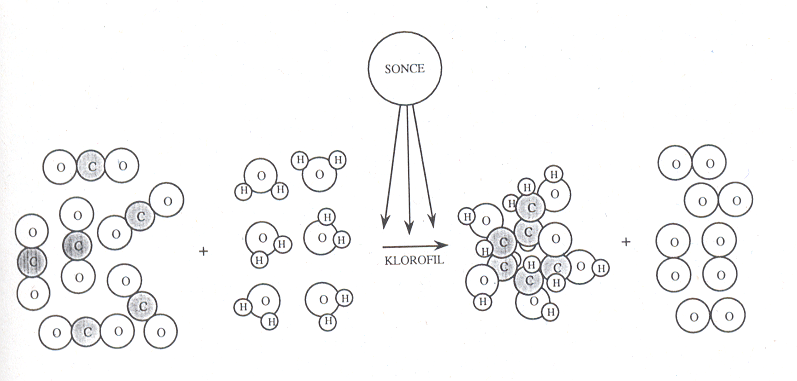 SONCE
O C O
O C O
O C O
O C O
O C O
O C O
+
O H H
H H O
O H H
H O H
H O H
O H H
KLOROFIL
H
H O
H C
H O
C O
C
H
C H C O H
O C H
H O H
+
O O
O O
O O
O O
O O
O O